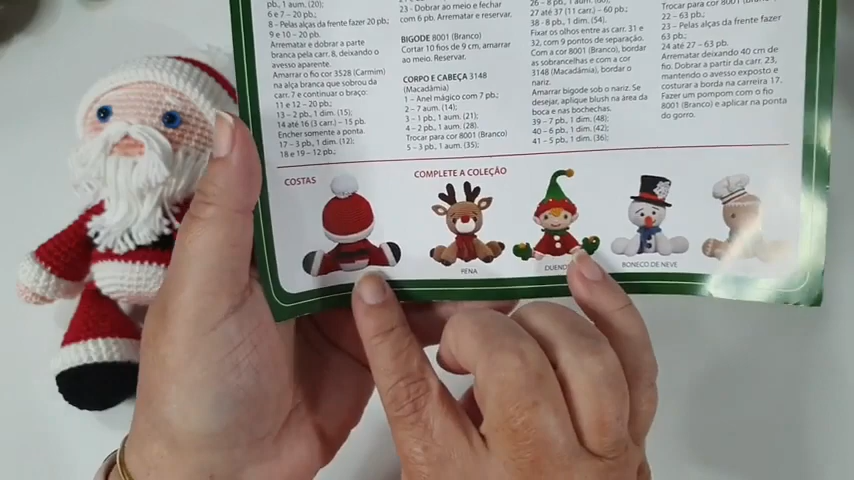 pb., 1 aum. (20);
6 e 7 – 20 pb.;
8 – Pelas alças da frente fazer 20 pb.;
9 e 10 – 20 pb.
Arrematar e dobrar a parte
branca pela carr. 8, deixando o
avesso aparente.
Amarrar o fio cor 3528 (Carmim)
na alça branca que sobrou da
carr. 7 e continuar o braço:
11 e 12 – 20 pb.;
13 – 2 pb., 1 dim. (15);
14 até 16 (3 carr.) – 15 pb.
Encher somente a ponta.
17 – 3 pb., 1 dim. (12);
18 e 19 – 12 pb.;
23 – Dobrar ao meio e fechar
com 6 pb. Arrematar e reservar.
BIGODE 8001 (Branco)
Cortar 10 fios de 9 cm, amarrar
ao meio. Reservar.
CORPO E CABEÇA 3148
(Macadâmia)
1 – Anel mágico com 7 pb.;
2 – 7 aum. (14);
3 – 1 pb., 1 aum. (21);
4 – 2 pb., 1 aum. (28).
Trocar para cor 8001 (Branco)
5 – 3 pb., 1 aum. (35);
26 – 8 pb., 1
27 até 37 (11 carr.) – 60 pb.;
38 – 8 pb., 1 dim. (54).
Fixar os olhos entre as carr. 31 e
32, com 9 pontos de separação.
Com a cor 8001 (Branco), bordar
as sobrancelhas e com a cor
3148 (Macadâmia), bordar o
nariz.
Amarrar bigode sob o nariz. Se
desejar, aplique blush na área da
boca e nas bochechas.
39 – 7 pb., 1 dim. (48);
40 – 6 pb., 1 dim. (42);
41 – 5 pb., 1 dim. (36);
Trocar para cor 8001
22 – 63 pb.;
23 – Pelas alças da frente fazer
63 pb.;
24 até 27 – 63 pb.
Arrematar deixando 40 cm de
fio. Dobrar a partir da carr. 23,
mantendo o avesso exposto e
costurar a borda na carreira 17.
Fazer um pompom com o fio
8001 (Branco) e aplicar na ponta
do gorro.
COSTAS
COMPLETE A COLEÇÃO
RENA
DUENDE
BONECO DE NEVE